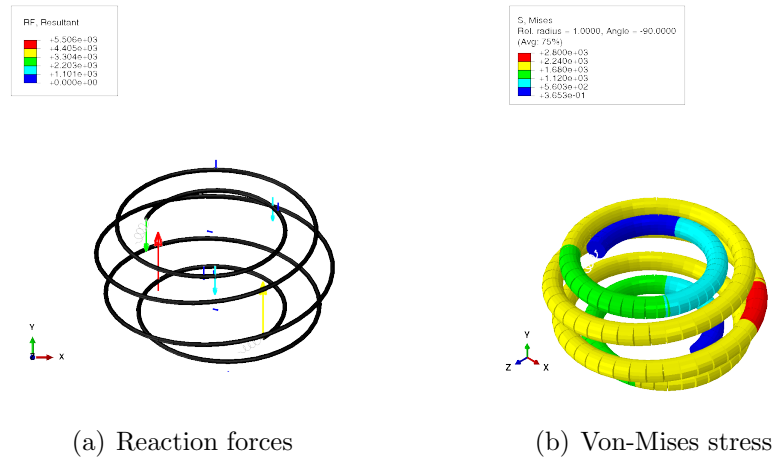 RF, Resultant
+5.506e+03
+4.405e+03
+3.304e+03
+2.203e+03
+1.101e+03
+0.000e+00
Y
X
(a) Reaction forces
S, Mises
Rel. radius = 1.0000, Angle = -90.0000
(Avg: 75%)
+2.800e+03
+2.240e+03
+1.680e+03
+1.120e+03
+5.603e+02
+3.653e-01
Y
Z
X
(b) Von-Mises stress